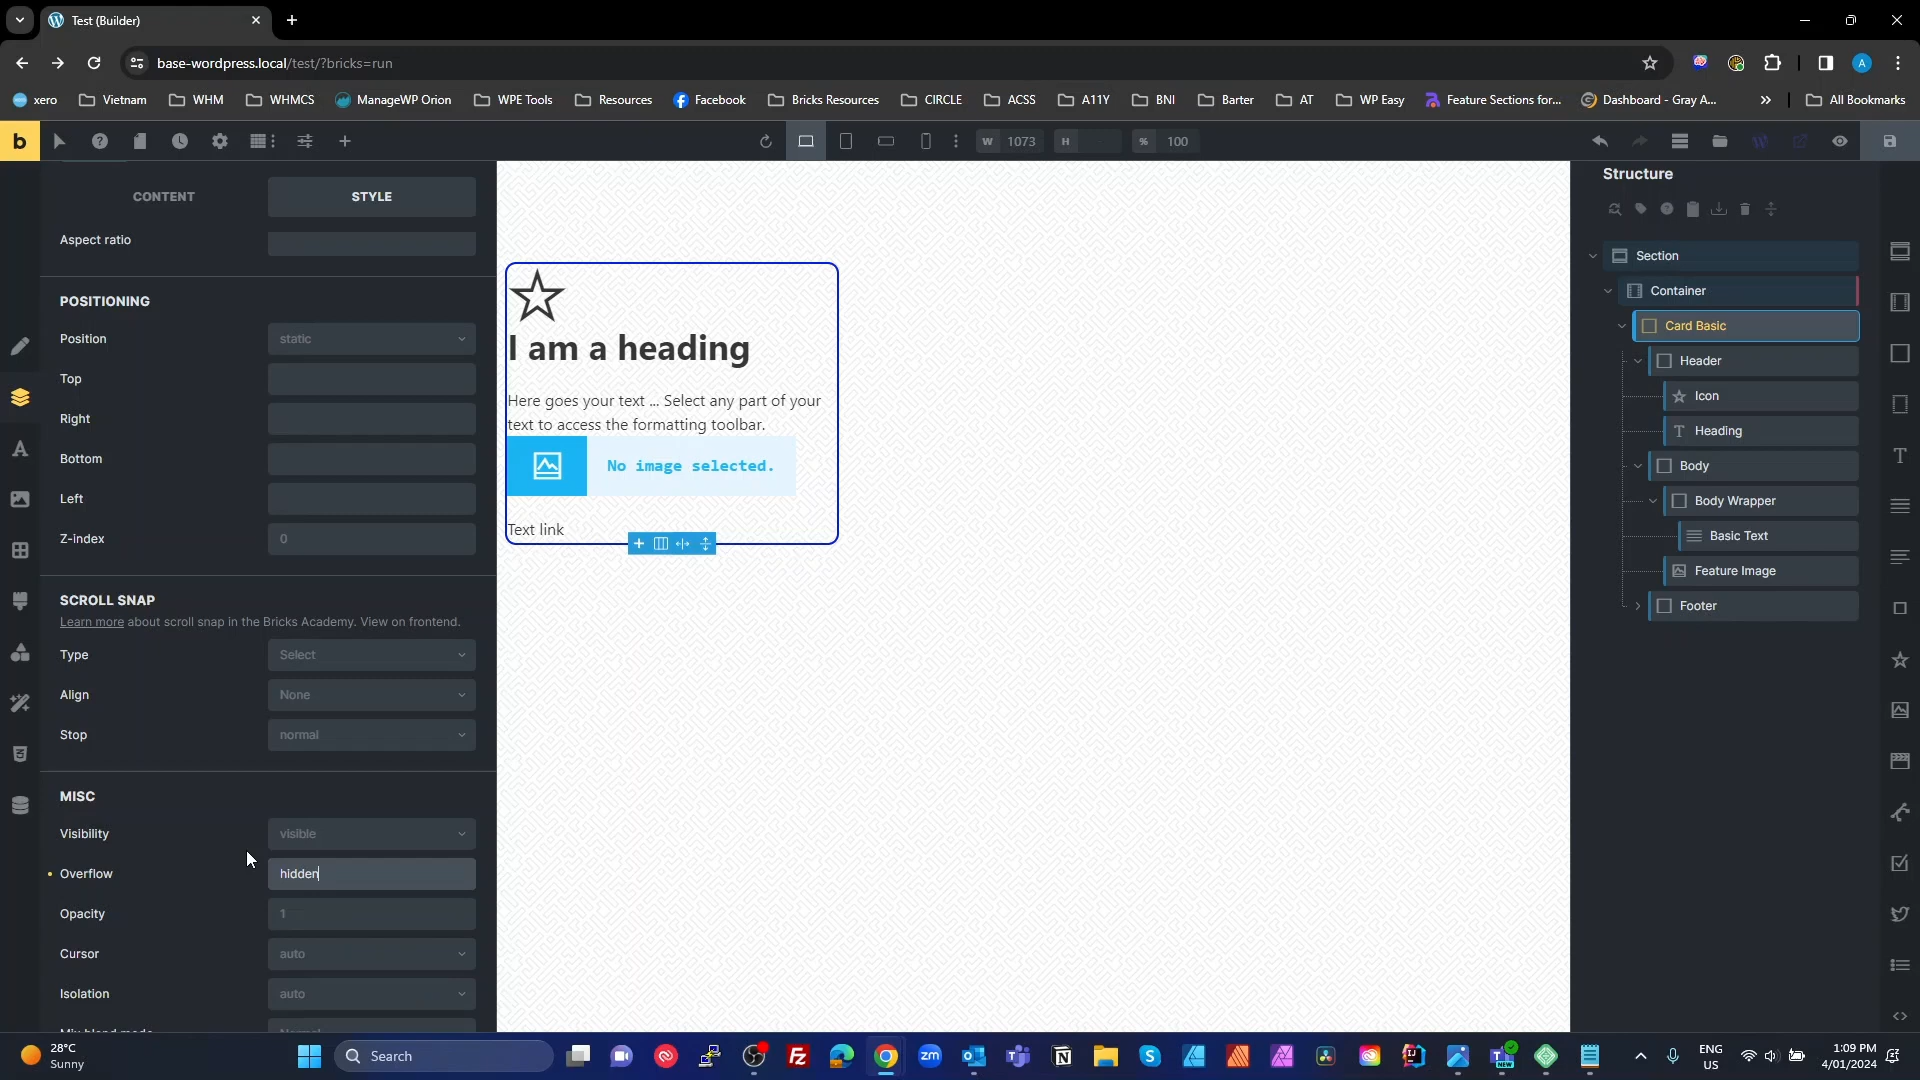 Test (Builder)
base-wordpress.local/test/?bricks=run
xero
Vietnam
WHM
WHMCS
ManageWP Orion
WPE Tools
Resources
Facebook
Bricks Resources
CIRCLE
ACSS
A11Y
BNI
Barter
AT
WP Easy
Feature Sections for...
Dashboard - Gray A...
All Bookmarks
b
W 1073
H
% 100
CONTENT
STYLE
Aspect ratio
POSITIONING
Position
static
Top
Right
Bottom
Left
Z-index
0
SCROLL SNAP
Learn more about scroll snap in the Bricks Academy. View on frontend.
Type
Select
Align
None
Stop
normal
MISC
Visibility
visible
Overflow
hidden
Opacity
1
Cursor
auto
Isolation
auto
I am a heading
Here goes your text ... Select any part of your
text to access the formatting toolbar.
No image selected.
Text link
Structure
Section
Container
Card Basic
Header
Icon
Heading
Body
Body Wrapper
Basic Text
Feature Image
Footer
28°C
Sunny
Search
ENG
US
1:09 PM
4/01/2024